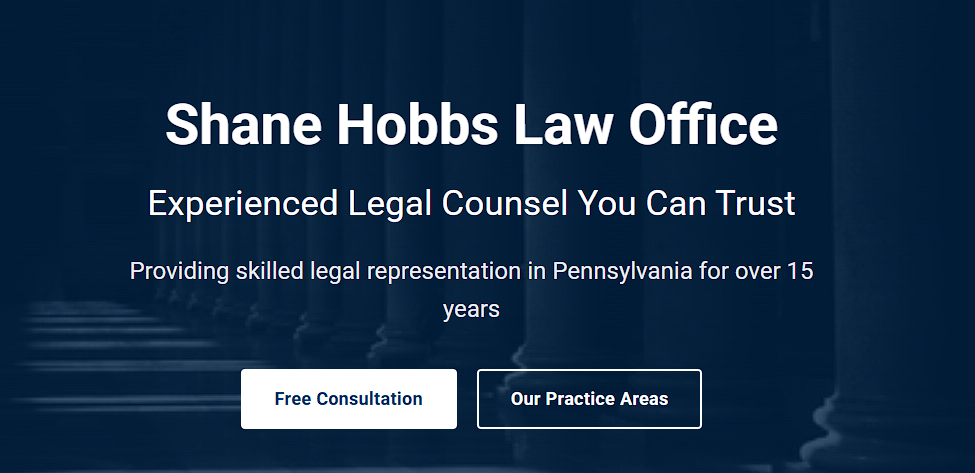 Shane Hobbs Law Office
Experienced Legal Counsel You Can Trust
Providing skilled legal representation in Pennsylvania for over 15
years
Free Consultation
Our Practice Areas